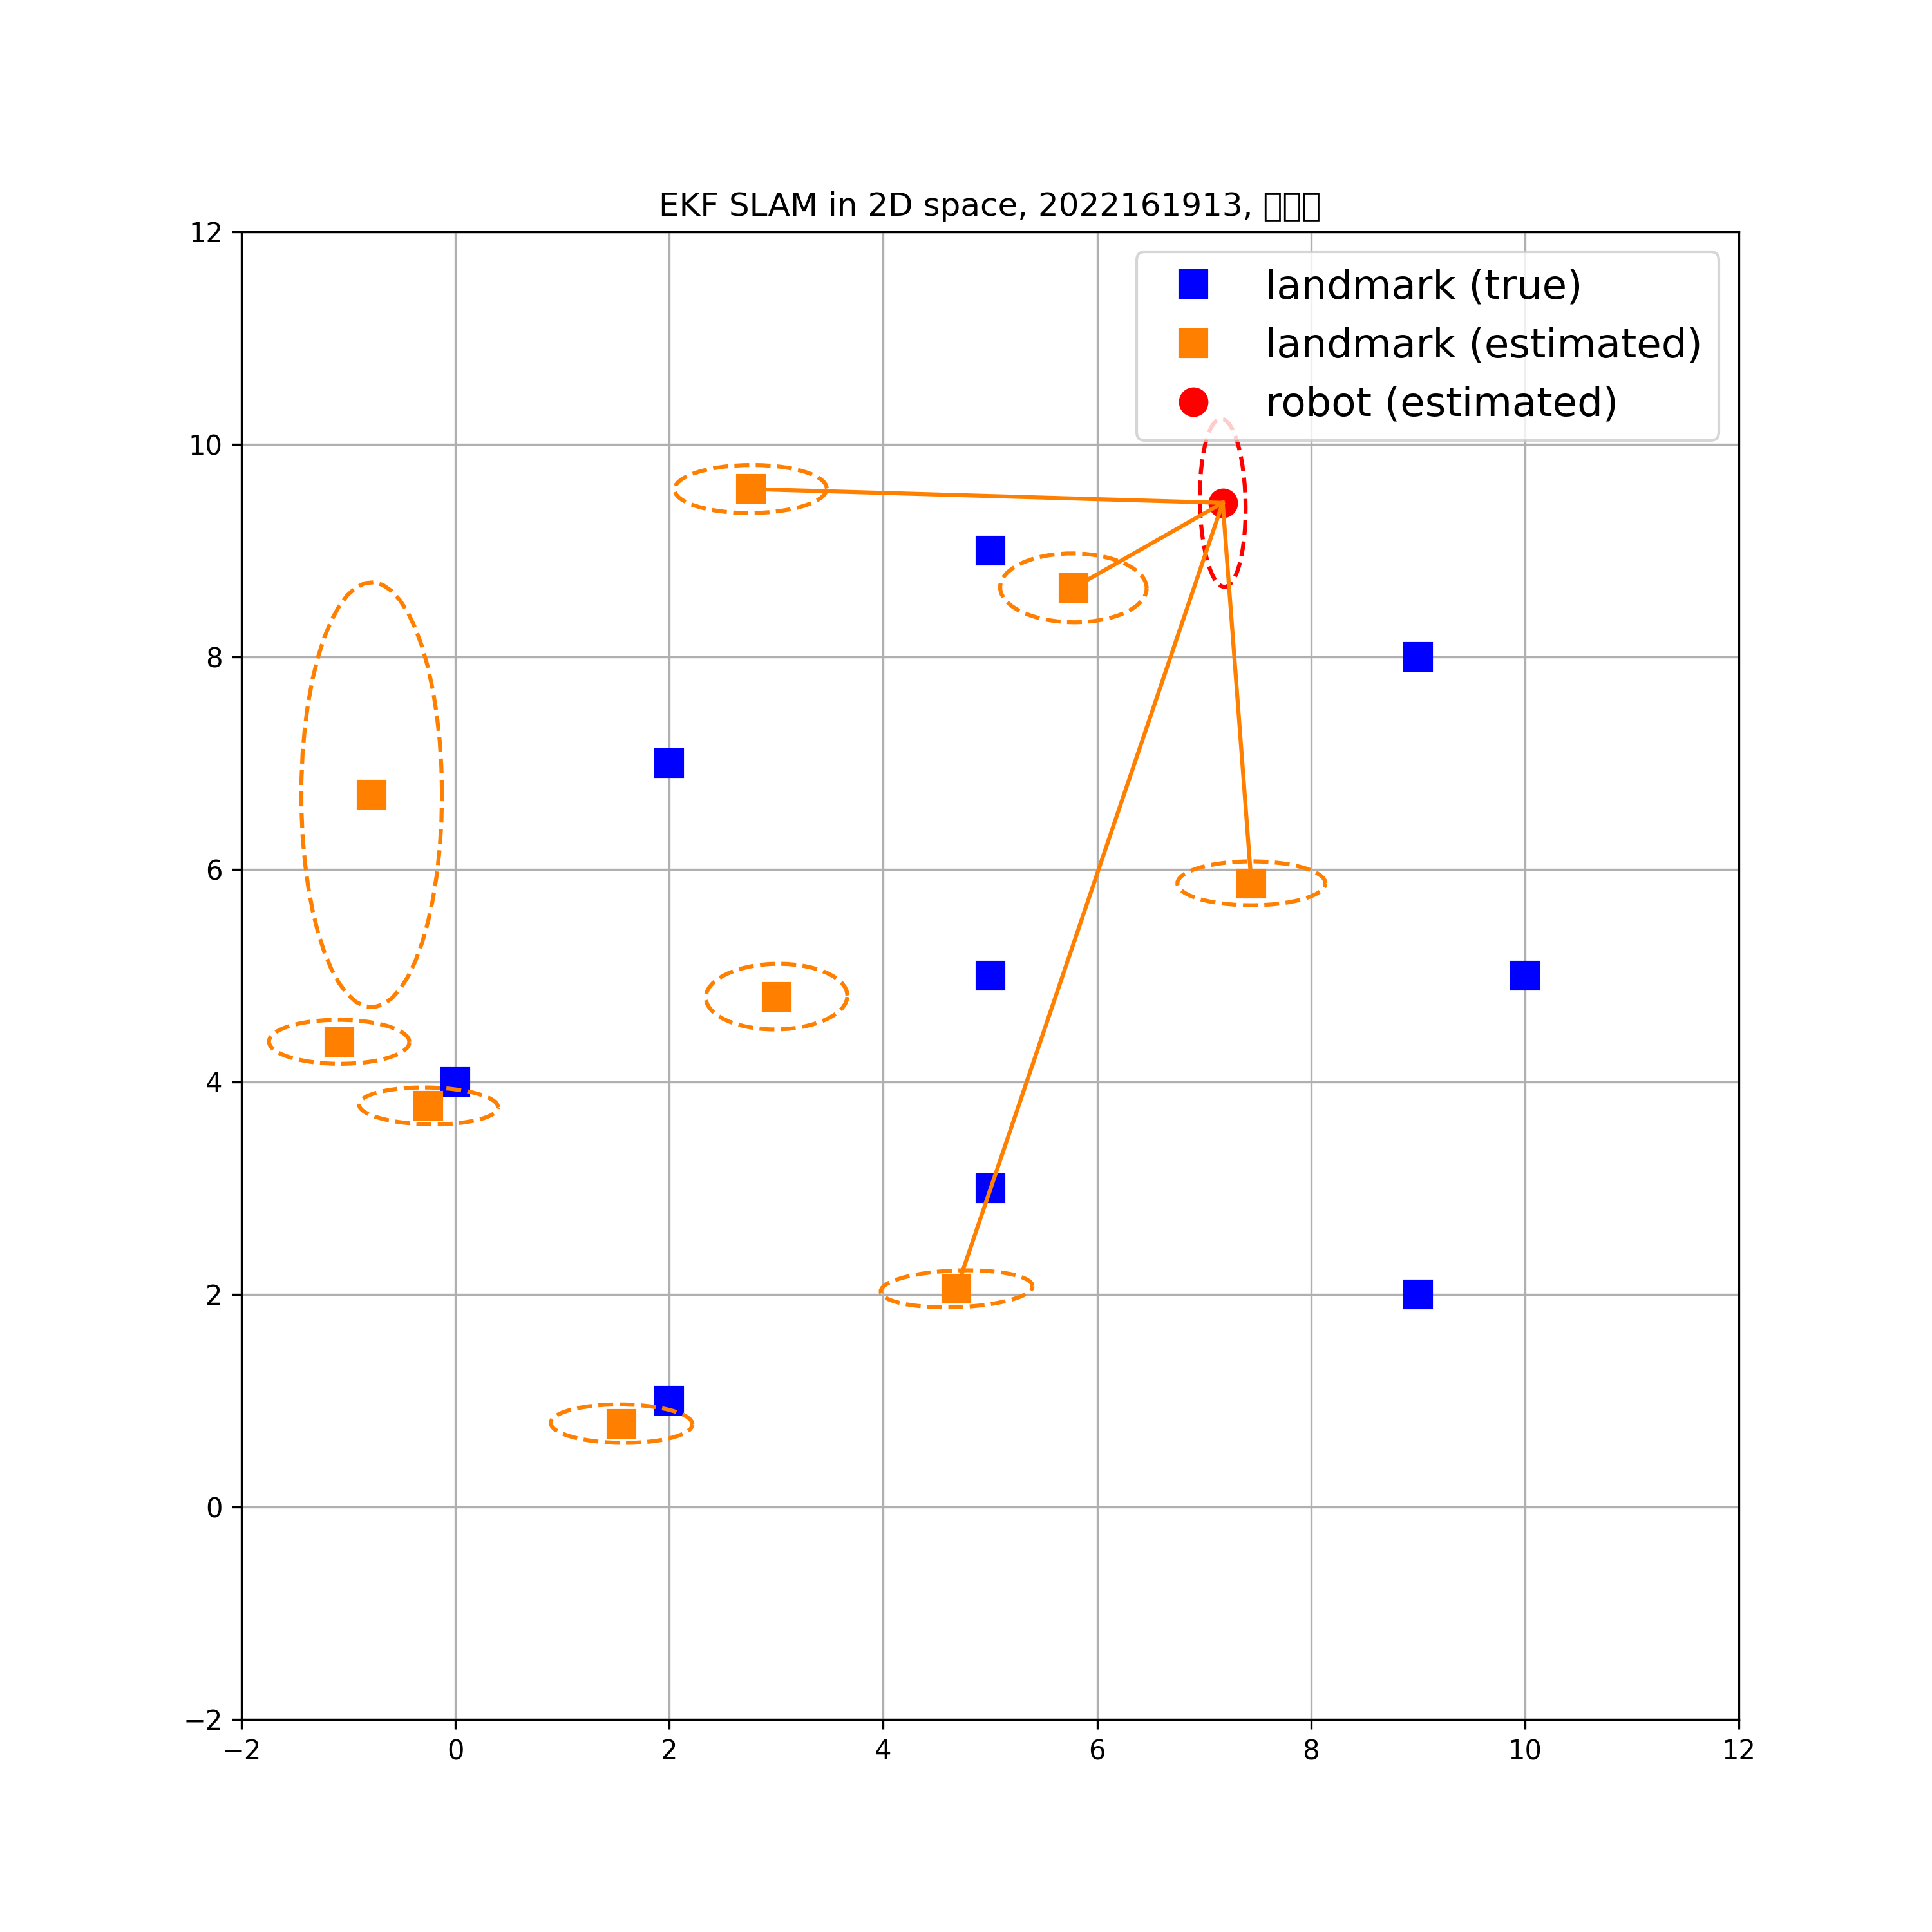 EKF SLAM in 2D space, 2022161913,
landmark (true)
landmark (estimated)
robot (estimated)
12
10
8
6
4
2
0
−2
−2 0 2 4 6 8 10 12